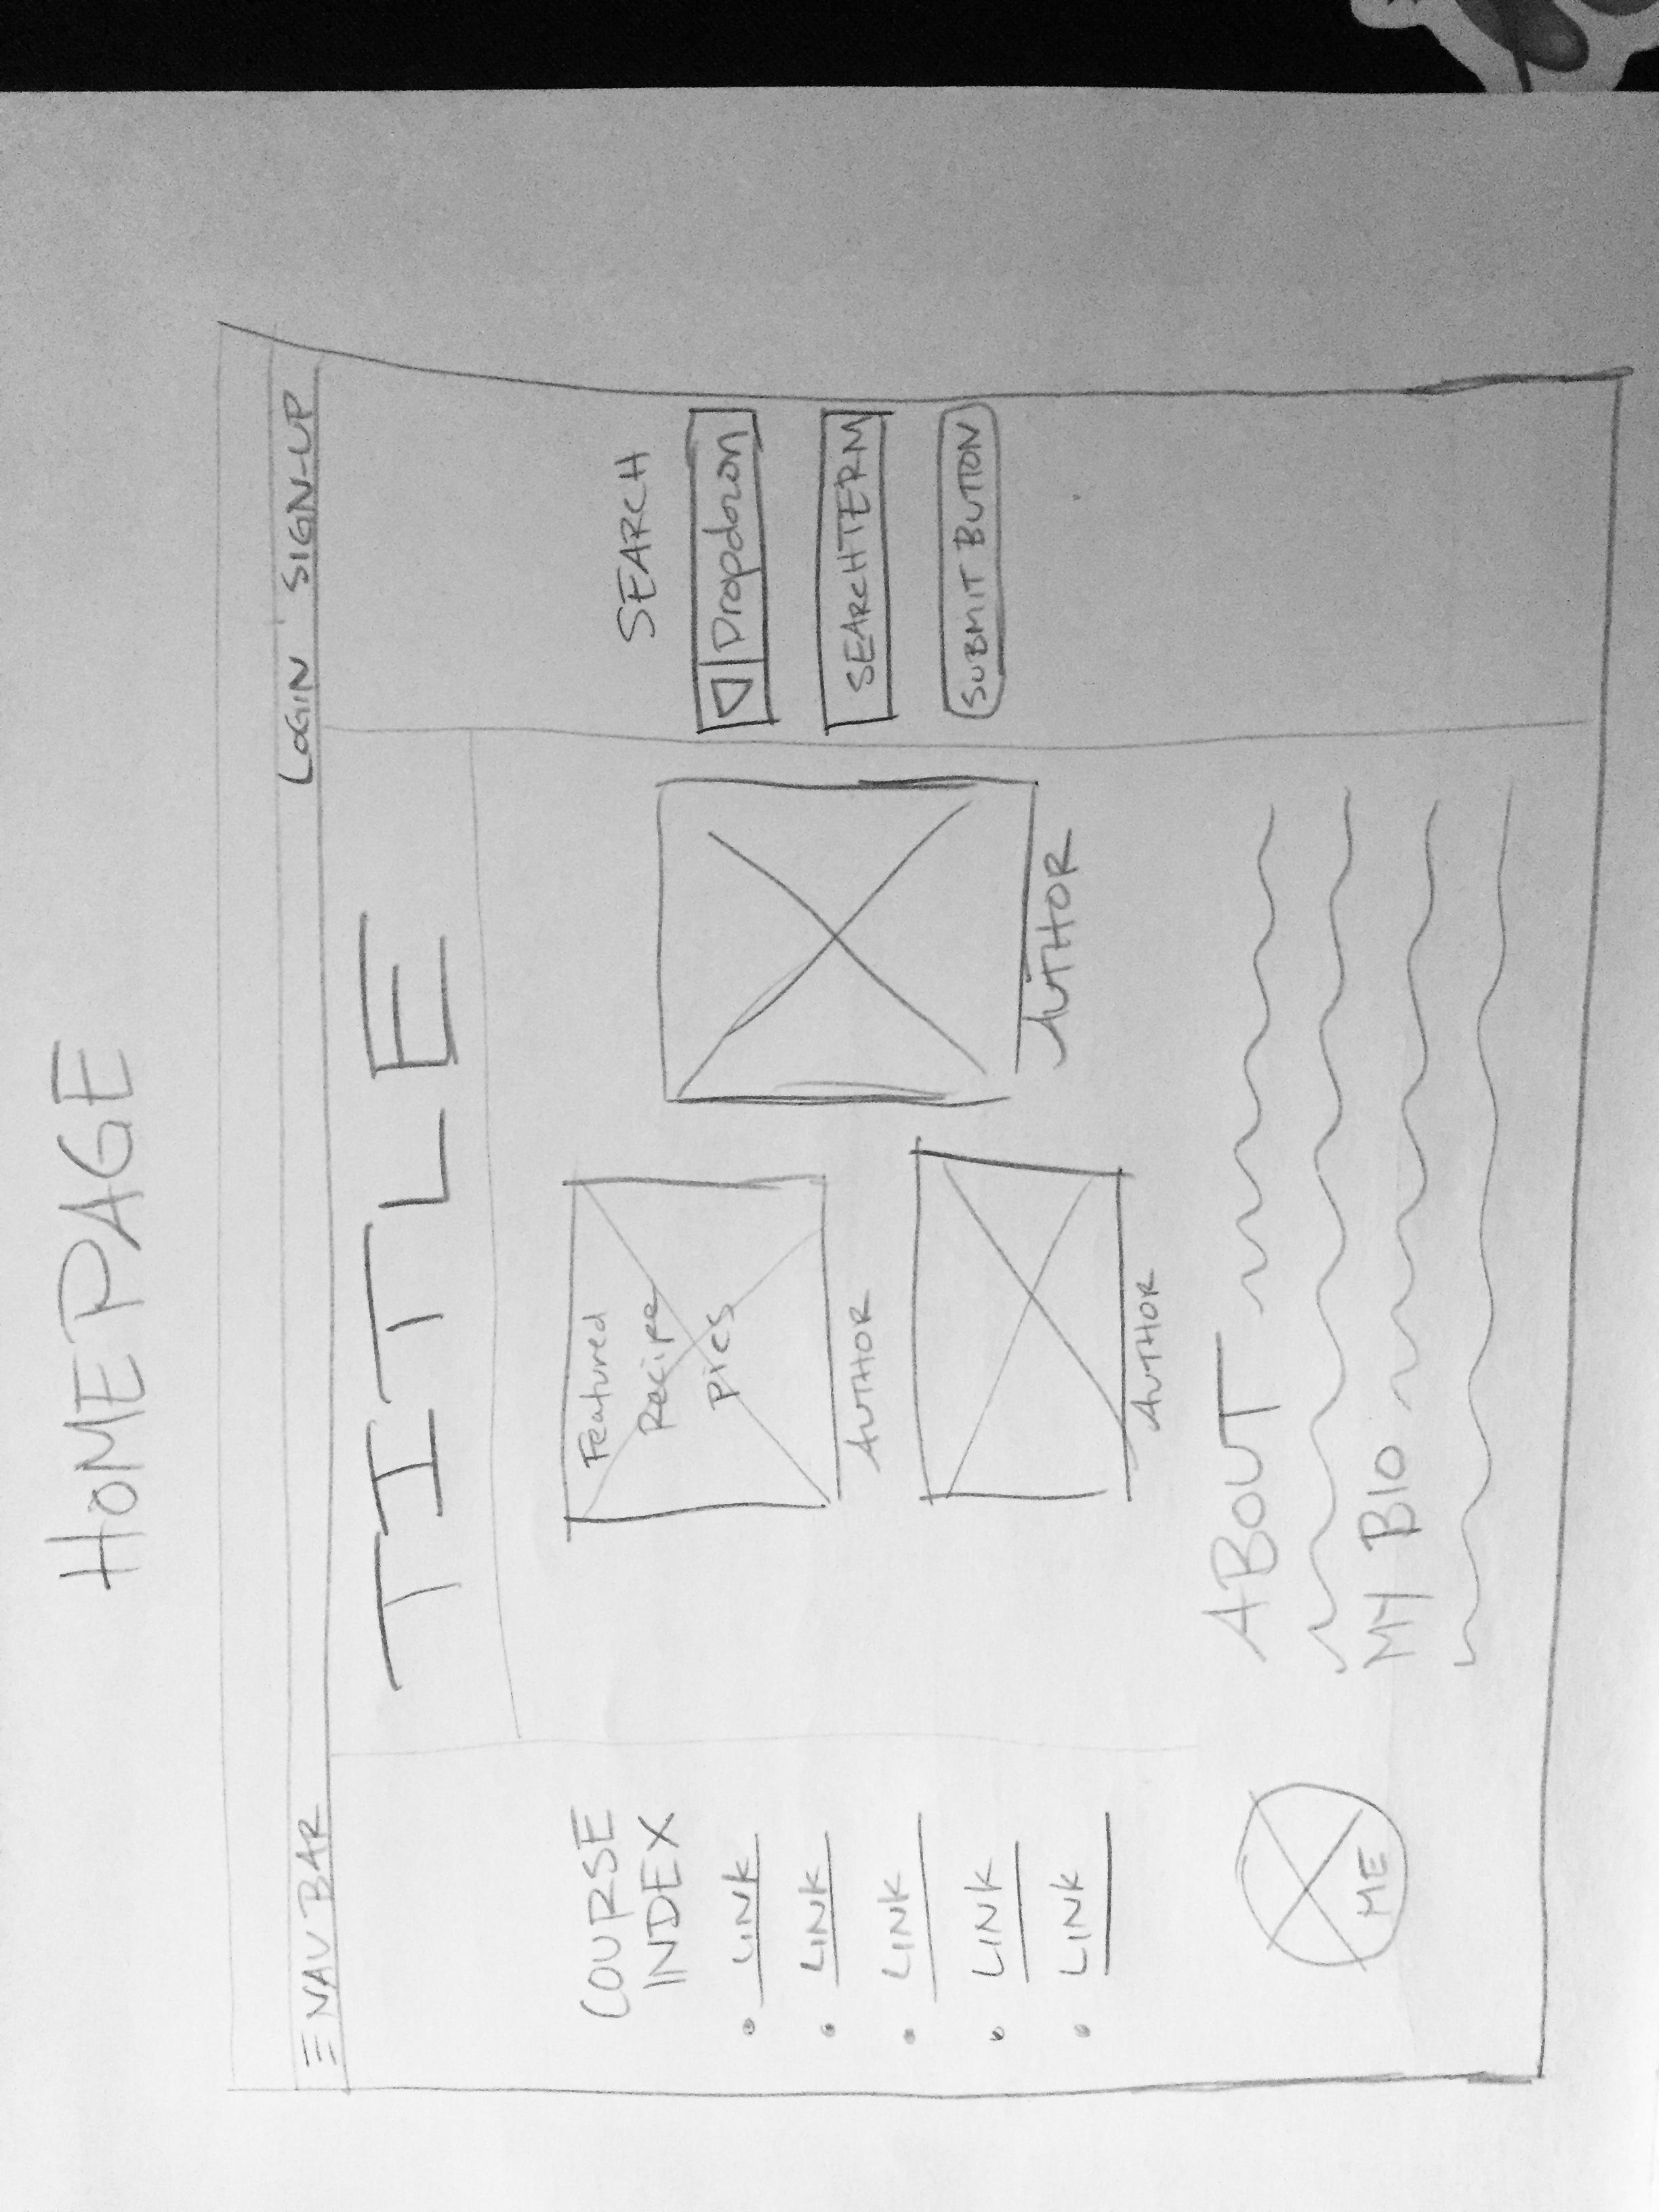 HOMEPAGE
NAV BAR
LOGIN SIGN-UP
TITLE
COURSE
INDEX
LINK
LINK
LINK
LINK
LINK
Featured
Recipe
pics
AUTHOR
AUTHOR
AUTHOR
SEARCH
Dropdown
SEARCHTERM
SUBMIT BUTTON
ME
ABOUT
MY BIO